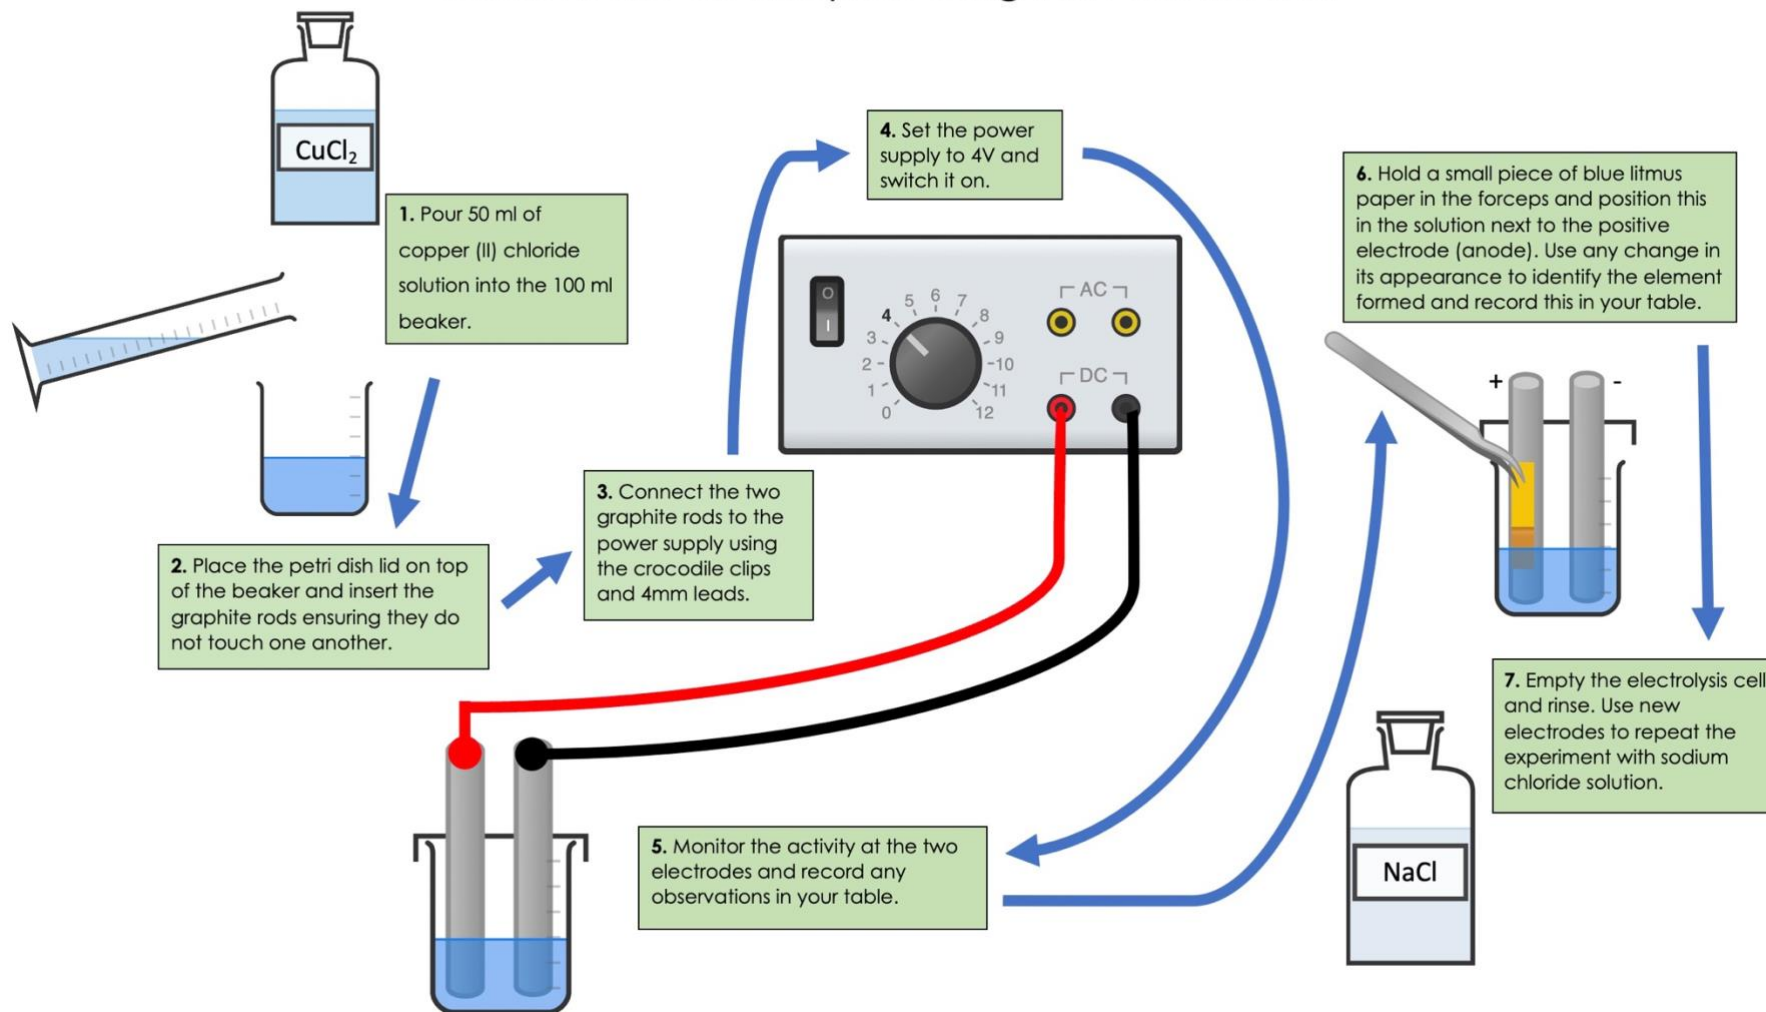 CuCl₂
1. Pour 50 ml of
copper (II) chloride
solution into the 100 ml
beaker.
2. Place the petri dish lid on top
of the beaker and insert the
graphite rods ensuring they do
not touch one another.
3. Connect the two
graphite rods to the
power supply using
the crocodile clips
and 4mm leads.
4. Set the power
supply to 4V and
switch it on.
O
I
0
1
2
3
4
5
6
7
8
9
10
11
12
AC
DC
5. Monitor the activity at the two
electrodes and record any
observations in your table.
6. Hold a small piece of blue litmus
paper in the forceps and position this
in the solution next to the positive
electrode (anode). Use any change in
its appearance to identify the element
formed and record this in your table.
+ -
7. Empty the electrolysis cell
and rinse. Use new
electrodes to repeat the
experiment with sodium
chloride solution.
NaCl